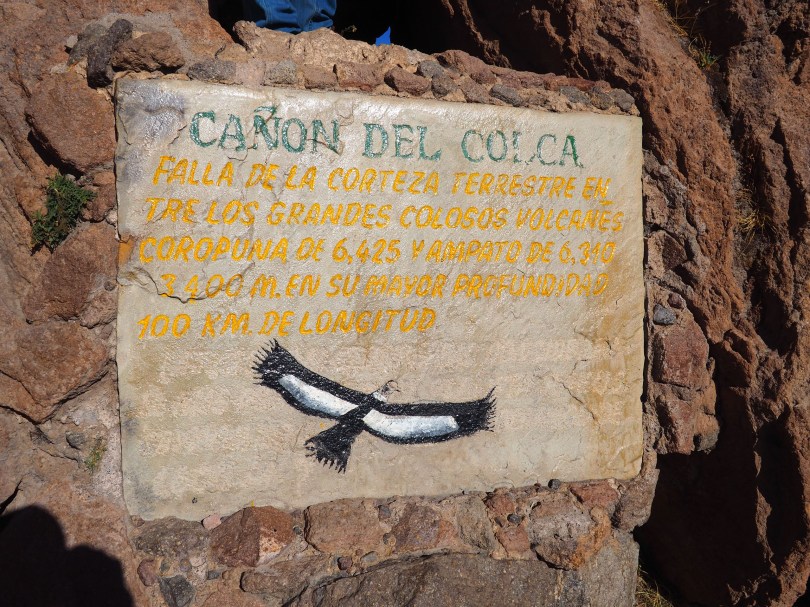 CAÑON DEL COLCA
FALLA DE LA CORTEZA TERRESTRE EN
TRE LOS GRANDES COLOSOS VOLCANES
COROPUNA DE 6,425 Y AMPATO DE 6,310
3,400 M. EN SU MAYOR PROFUNDIDAD
100 KM. DE LONGITUD